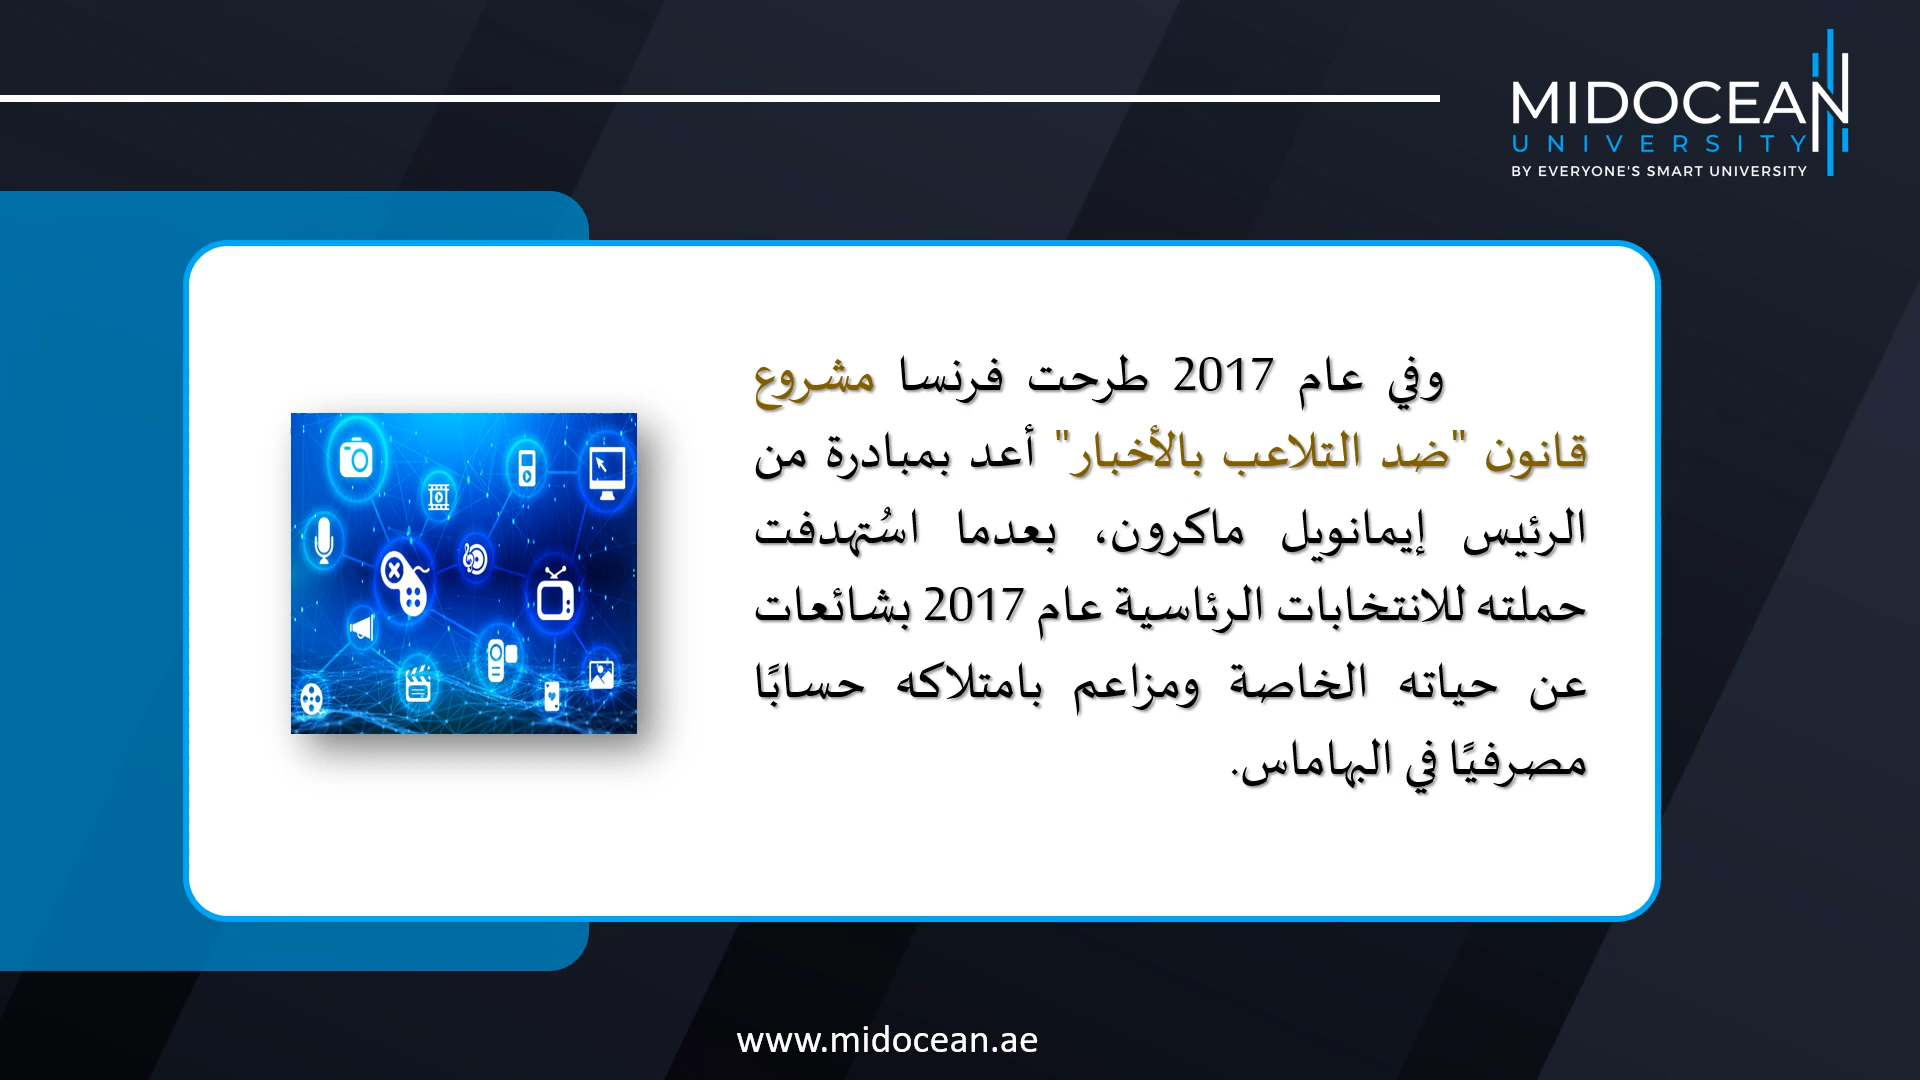 MIDOCEAN
UNIVERSITY
BY EVERYONE'S SMART UNIVERSITY
وفي عام 2017 طرحت فرنسا مشروع
قانون "ضد التلاعب بالأخبار" أعد بمبادرة من
الرئيس إيمانويل ماكرون، بعدما استُهدفت
حملته للانتخابات الرئاسية عام 2017 بشائعات
عن حياته الخاصة ومزاعم بامتلاكه حسابًا
مصرفيًا في البهاماس.
www.midocean.ae